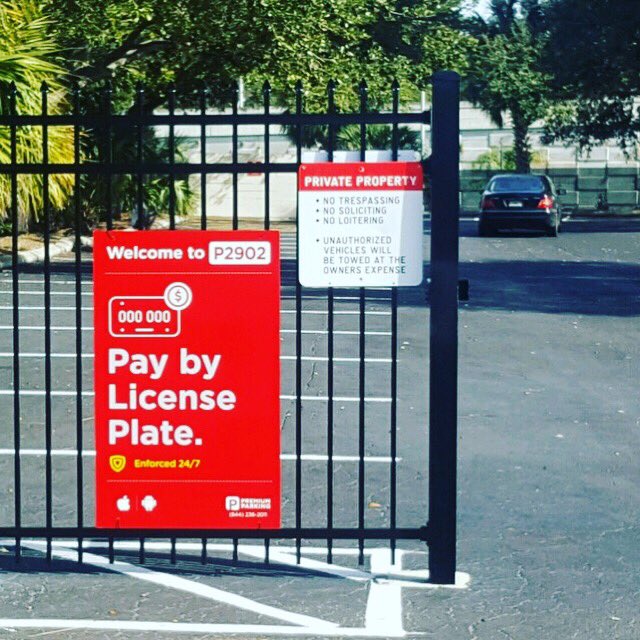 PRIVATE PROPERTY
• NO TRESPASSING
• NO SOLICITING
• NO LOITERING
• UNAUTHORIZED
VEHICLES WILL
BE TOWED AT THE
OWNERS EXPENSE
Welcome to P2902
$
000 000
Pay by
License
Plate.
Enforced 24/7
P PREMIUM
PARKING